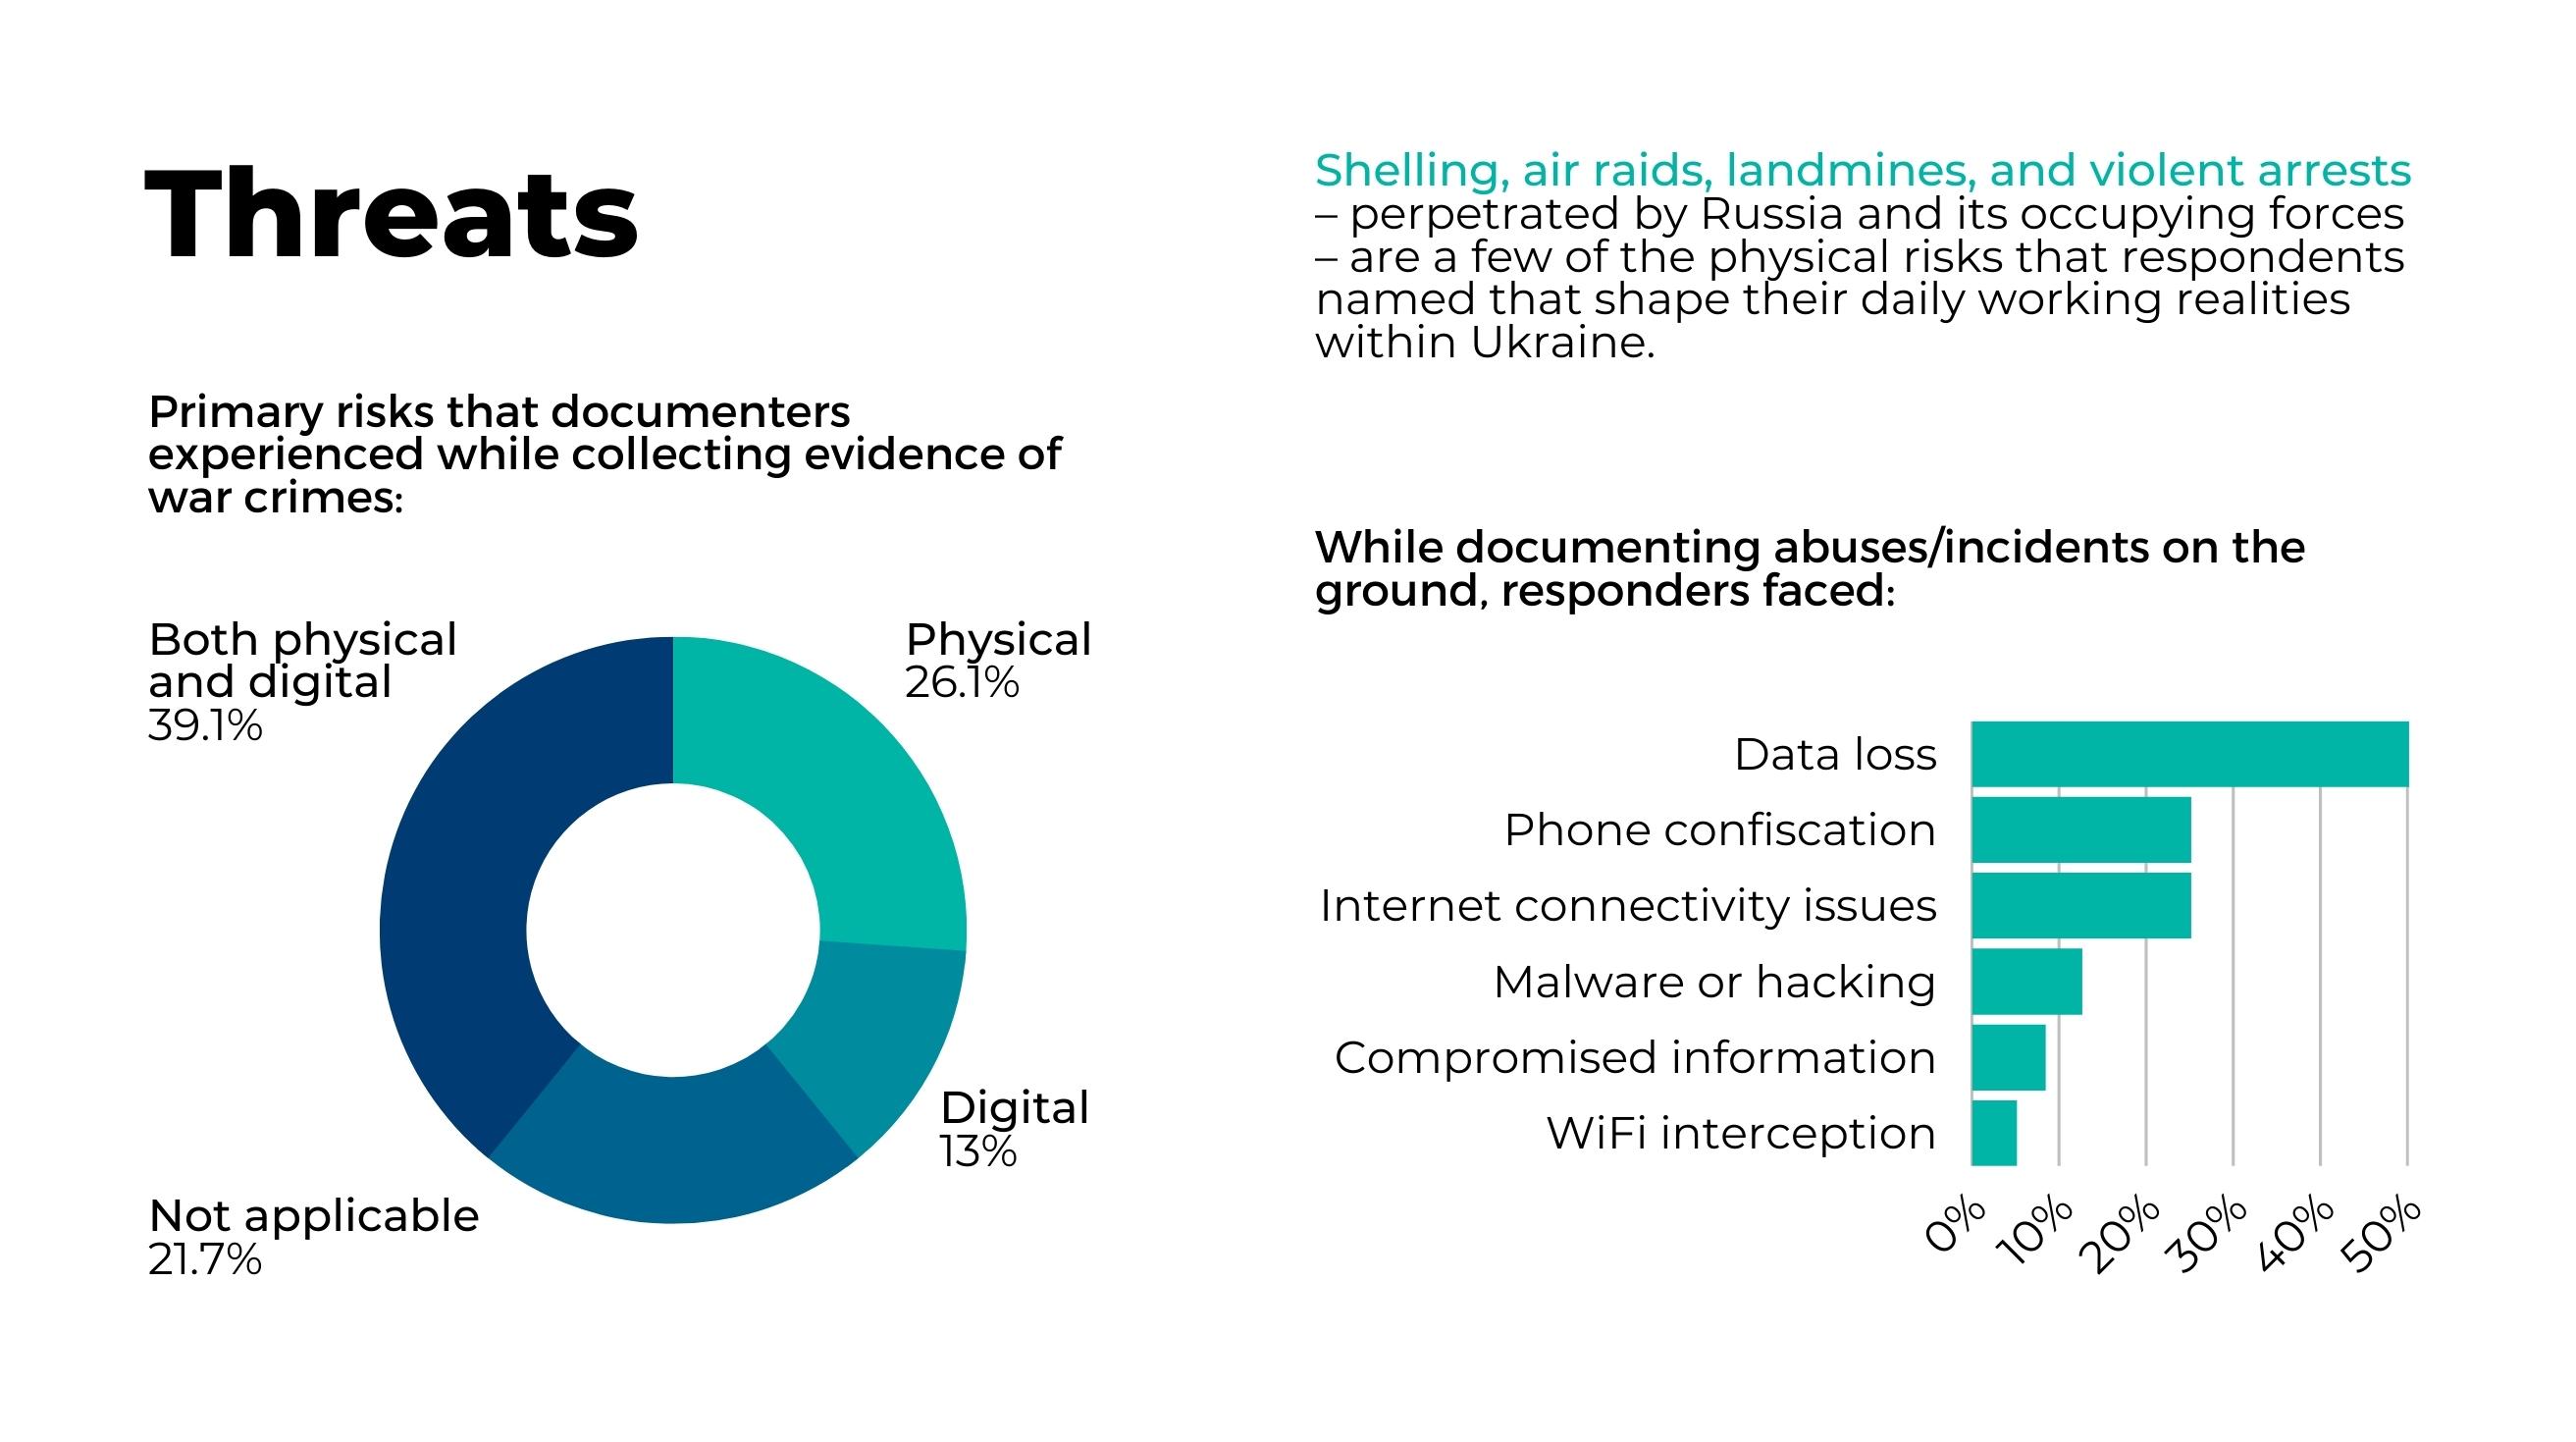 Threats
Primary risks that documenters
experienced while collecting evidence of
war crimes:
Both physical
and digital
39.1%
Physical
26.1%
Digital
13%
Not applicable
21.7%
Shelling, air raids, landmines, and violent arrests
– perpetrated by Russia and its occupying forces
– are a few of the physical risks that respondents
named that shape their daily working realities
within Ukraine.
While documenting abuses/incidents on the
ground, responders faced:
Data loss
Phone confiscation
Internet connectivity issues
Malware or hacking
Compromised information
WiFi interception
0%
10%
20%
30%
40%
50%